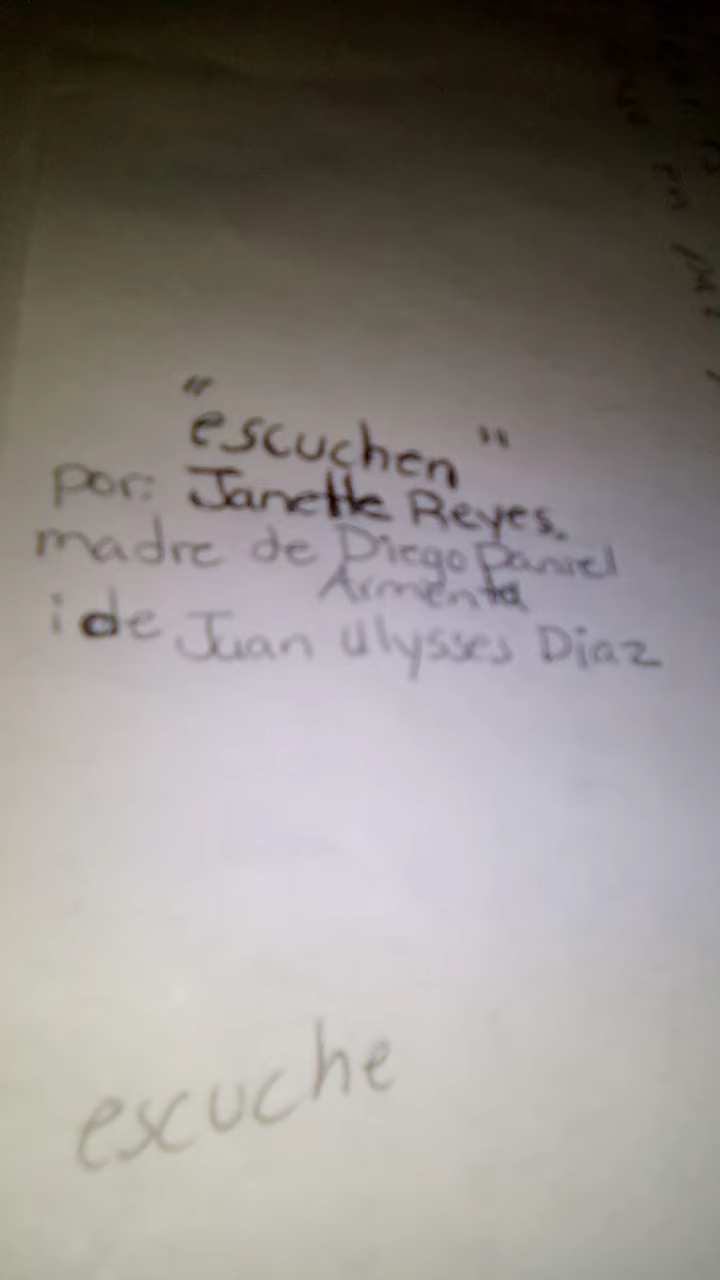 "escuchen"
por: Janette Reyes.
madre de Diego Daniel
Armenta
i de Juan Ulysses Diaz
escuche